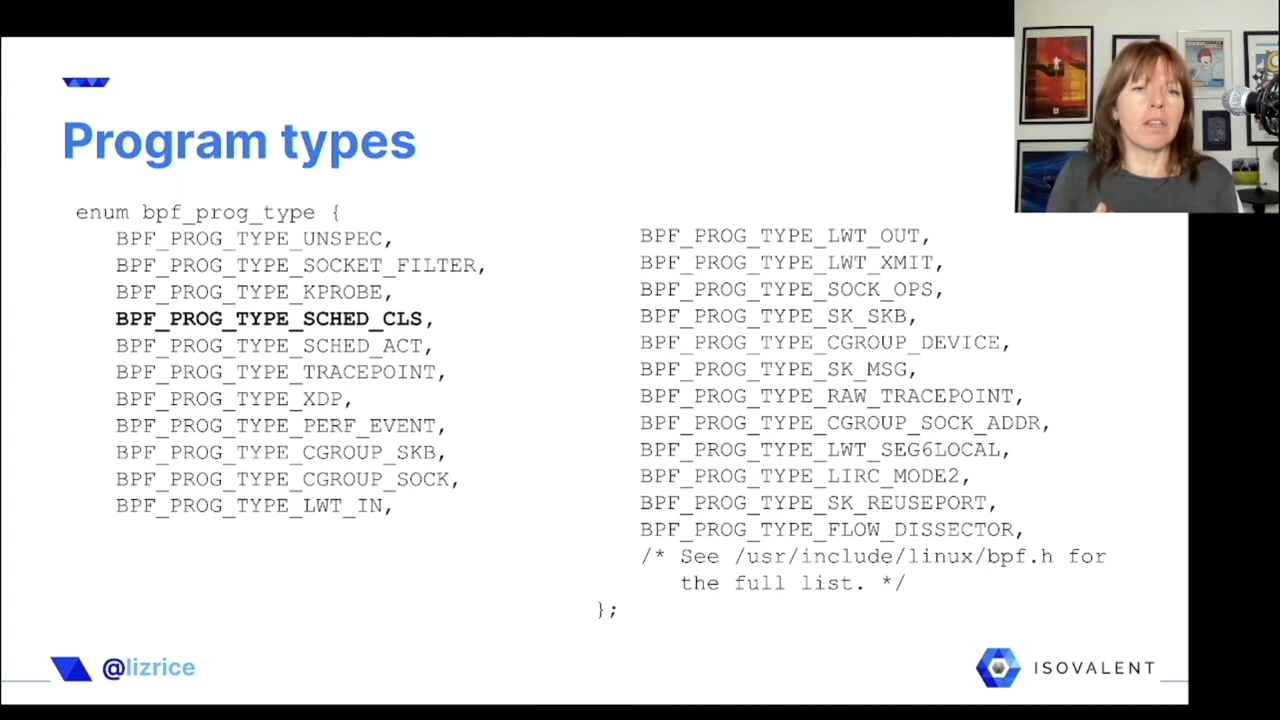 Program types
enum bpf_prog_type {
BPF_PROG_TYPE_UNSPEC,
BPF_PROG_TYPE_SOCKET_FILTER,
BPF_PROG_TYPE_KPROBE,
BPF_PROG_TYPE_SCHED_CLS,
BPF_PROG_TYPE_SCHED_ACT,
BPF_PROG_TYPE_TRACEPOINT,
BPF_PROG_TYPE_XDP,
BPF_PROG_TYPE_PERF_EVENT,
BPF_PROG_TYPE_CGROUP_SKB,
BPF_PROG_TYPE_CGROUP_SOCK,
BPF_PROG_TYPE_LWT_IN,
BPF_PROG_TYPE_LWT_OUT,
BPF_PROG_TYPE_LWT_XMIT,
BPF_PROG_TYPE_SOCK_OPS,
BPF_PROG_TYPE_SK_SKB,
BPF_PROG_TYPE_CGROUP_DEVICE,
BPF_PROG_TYPE_SK_MSG,
BPF_PROG_TYPE_RAW_TRACEPOINT,
BPF_PROG_TYPE_CGROUP_SOCK_ADDR,
BPF_PROG_TYPE_LWT_SEG6LOCAL,
BPF_PROG_TYPE_LIRC_MODE2,
BPF_PROG_TYPE_SK_REUSEPORT,
BPF_PROG_TYPE_FLOW_DISSECTOR,
/* See /usr/include/linux/bpf.h for
the full list. */
};
@lizrice
ISOVALENT